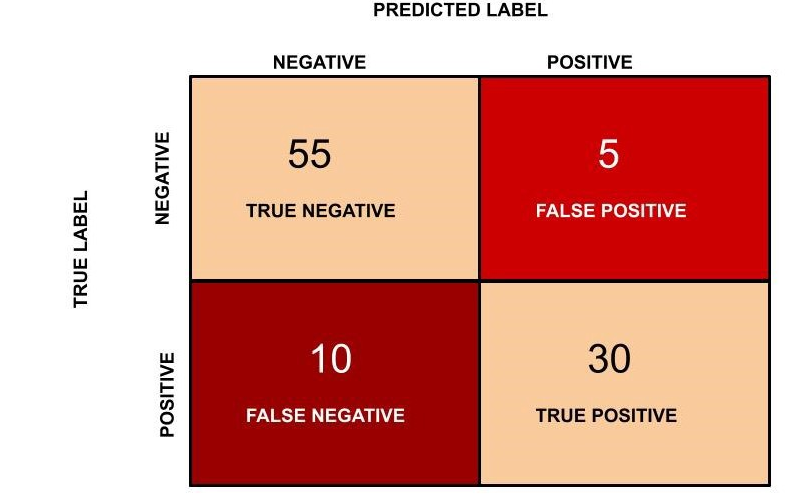 PREDICTED LABEL
NEGATIVE POSITIVE
TRUE LABEL
NEGATIVE
55 5
TRUE NEGATIVE FALSE POSITIVE
POSITIVE
10 30
FALSE NEGATIVE TRUE POSITIVE